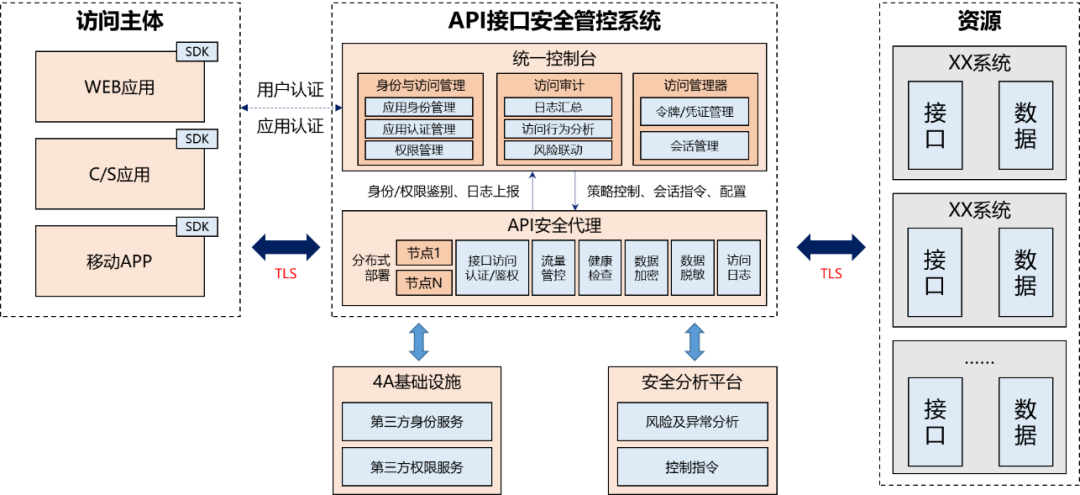 访问主体
SDK
WEB应用
SDK
C/S应用
SDK
移动APP
用户认证
应用认证
TLS
API接口安全管控系统
统一控制台
身份与访问管理
应用身份管理
应用认证管理
权限管理
访问审计
日志汇总
访问行为分析
风险联动
访问管理器
令牌/凭证管理
会话管理
身份/权限鉴别、日志上报
策略控制、会话指令、配置
API安全代理
分布式
部署
节点1
节点N
接口访问
认证/鉴权
流量
管控
健康
检查
数据
加密
数据
脱敏
访问
日志
TLS
4A基础设施
第三方身份服务
第三方权限服务
安全分析平台
风险及异常分析
控制指令
资源
XX系统
接口
数据
XX系统
接口
数据
......
接口
数据